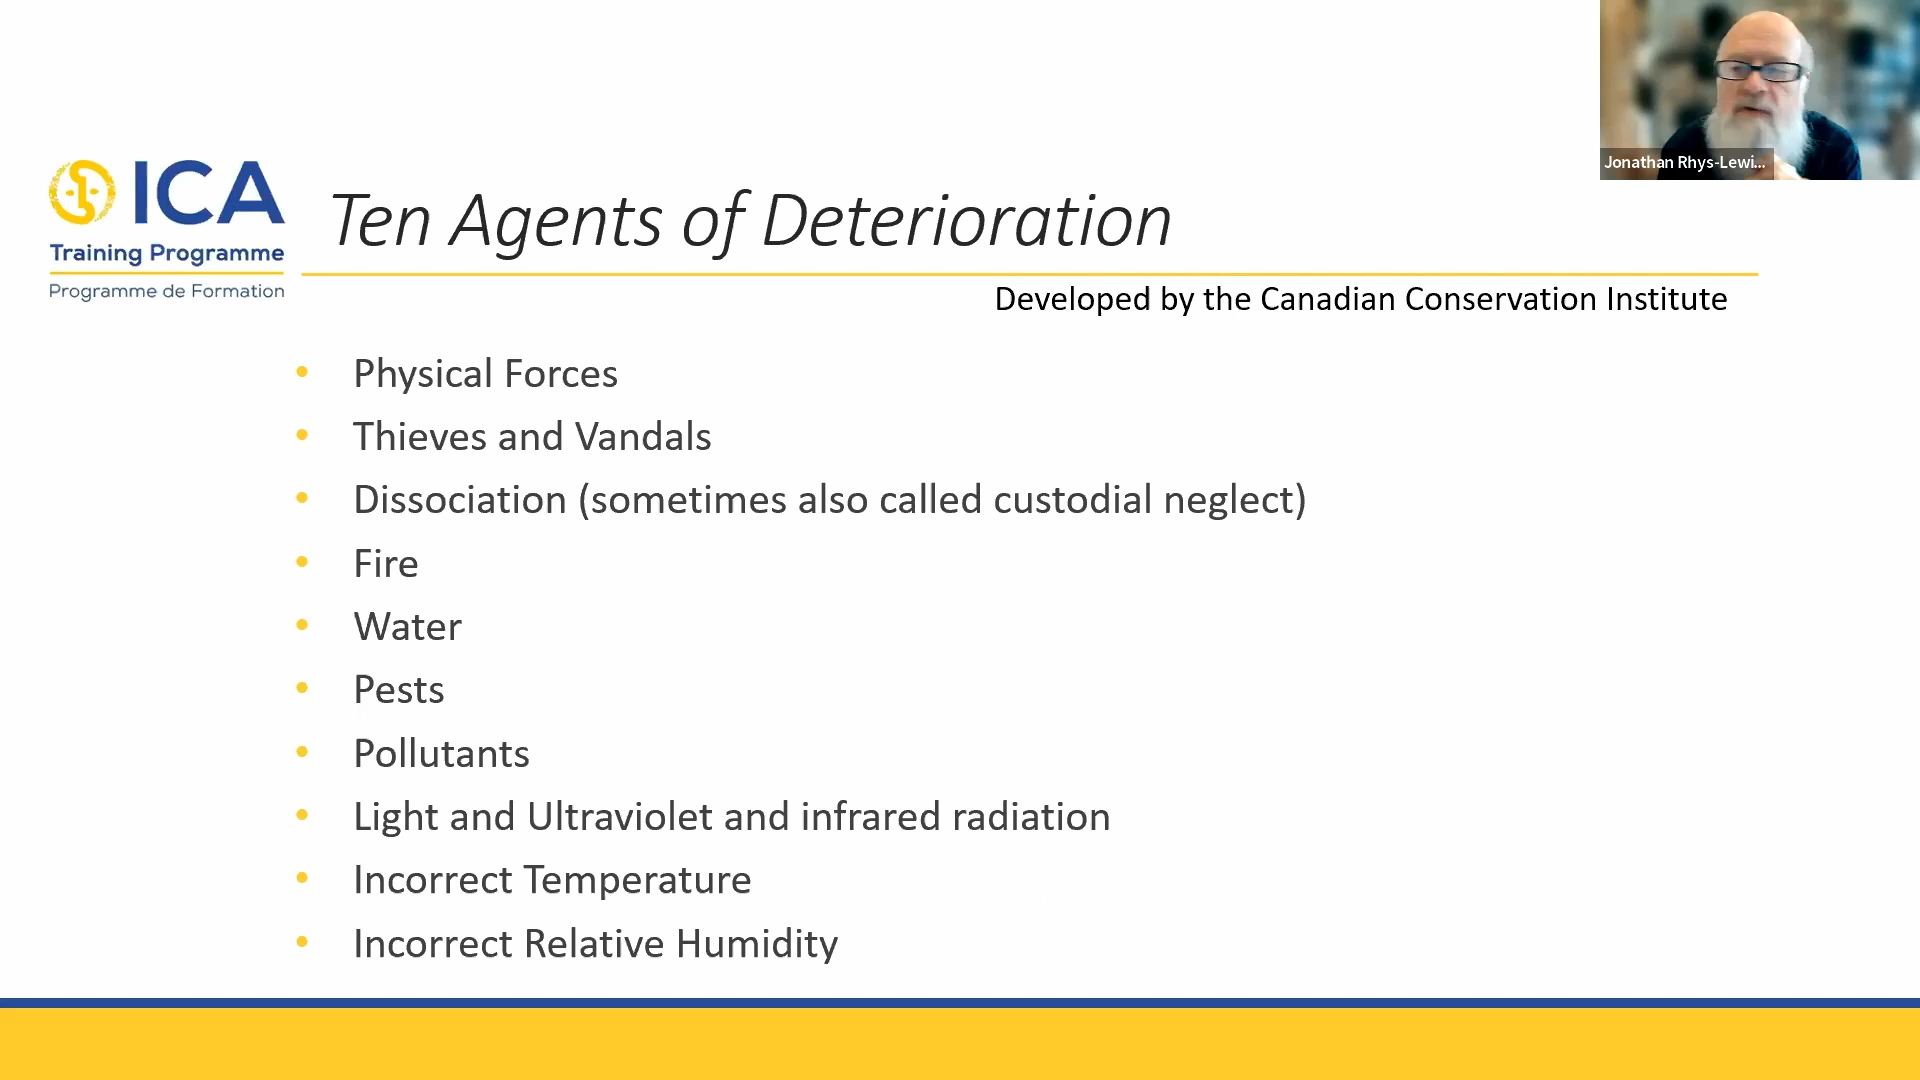 Jonathan Rhys-Lewi...
ICA
Training Programme
Programme de Formation
Ten Agents of Deterioration
Developed by the Canadian Conservation Institute
• Physical Forces
• Thieves and Vandals
• Dissociation (sometimes also called custodial neglect)
• Fire
• Water
• Pests
• Pollutants
• Light and Ultraviolet and infrared radiation
• Incorrect Temperature
• Incorrect Relative Humidity